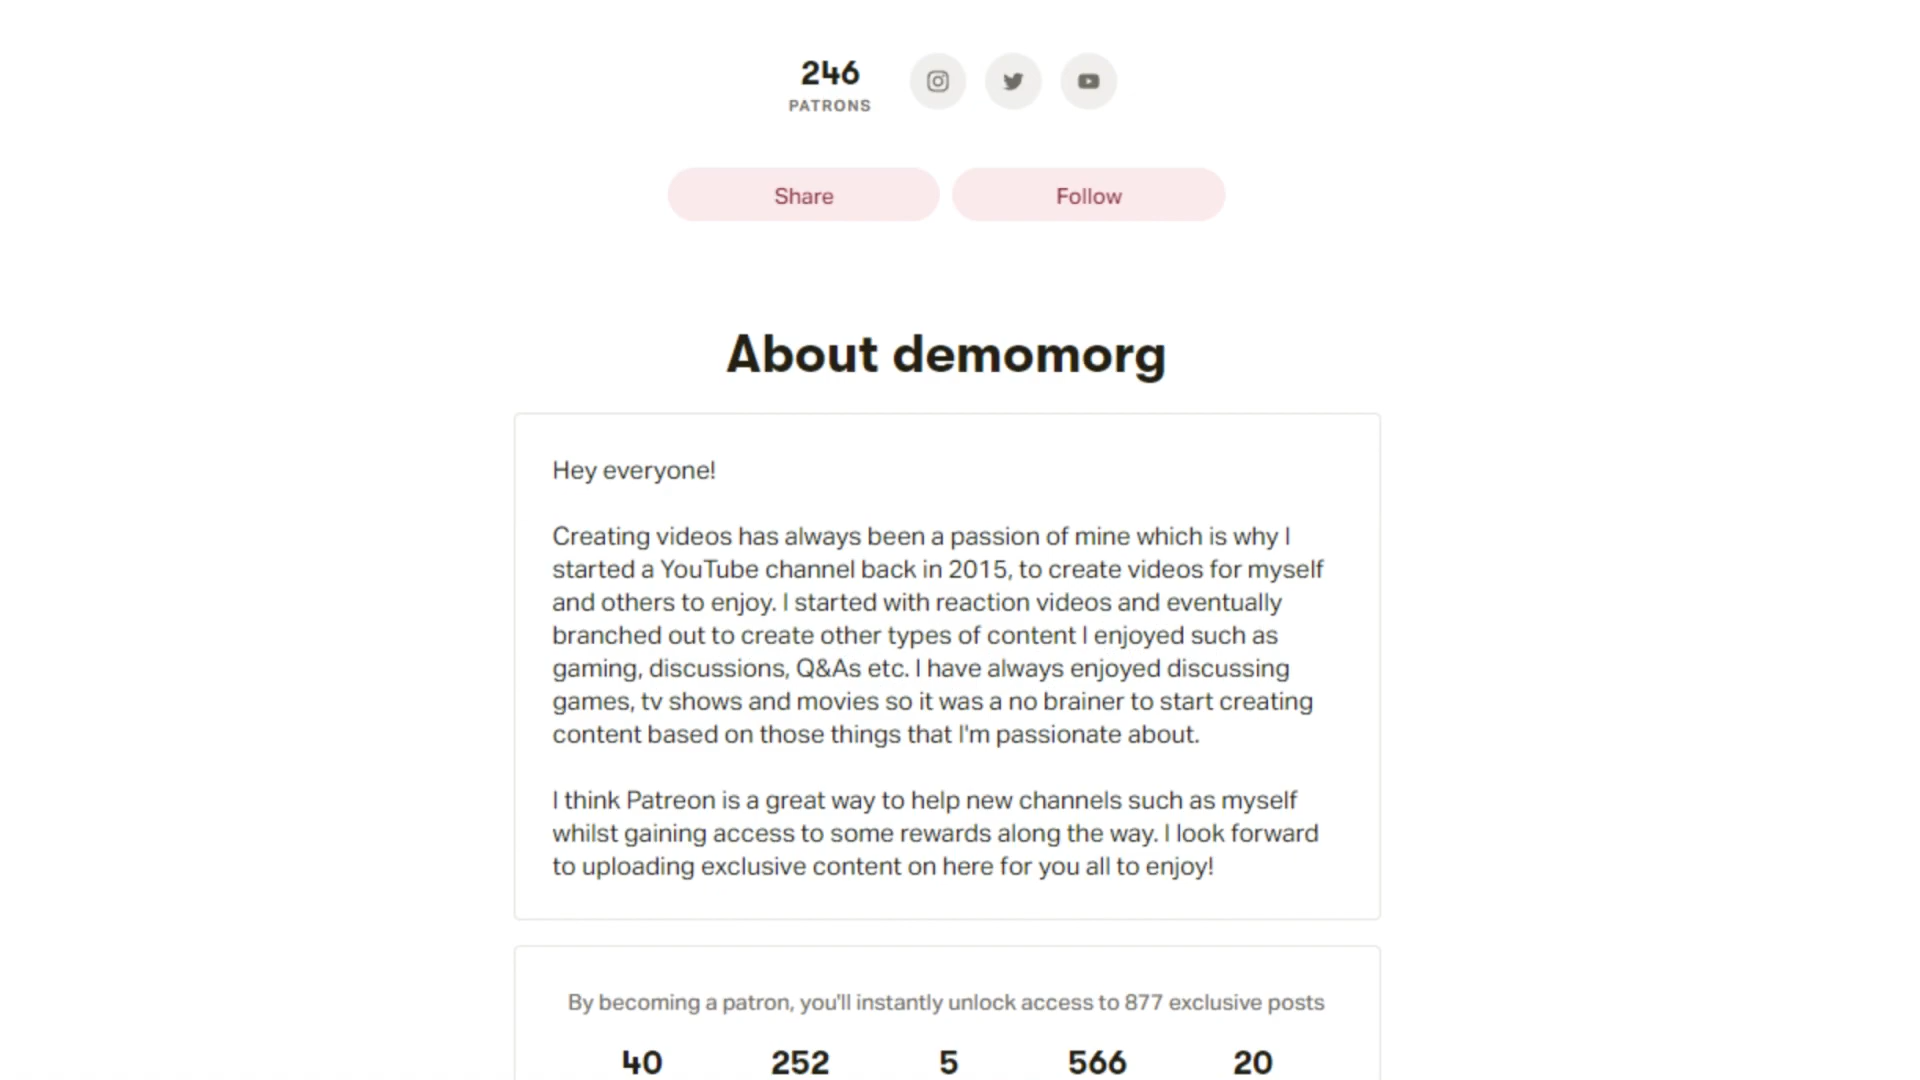 246
PATRONS
Share
Follow
About demomorg
Hey everyone!
Creating videos has always been a passion of mine which is why I
started a YouTube channel back in 2015, to create videos for myself
and others to enjoy. I started with reaction videos and eventually
branched out to create other types of content I enjoyed such as
gaming, discussions, Q&As etc. I have always enjoyed discussing
games, tv shows and movies so it was a no brainer to start creating
content based on those things that I'm passionate about.
I think Patreon is a great way to help new channels such as myself
whilst gaining access to some rewards along the way. I look forward
to uploading exclusive content on here for you all to enjoy!
By becoming a patron, you'll instantly unlock access to 877 exclusive posts
40 252 5 566 20